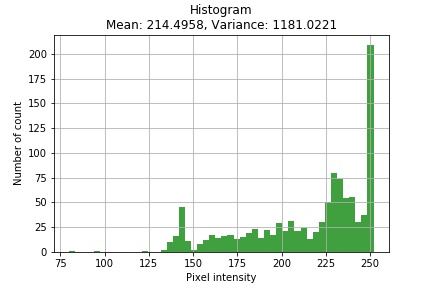 Histogram
Mean: 214.4958, Variance: 1181.0221
Number of count
200
175
150
125
100
75
50
25
0
75 100 125 150 175 200 225 250
Pixel intensity